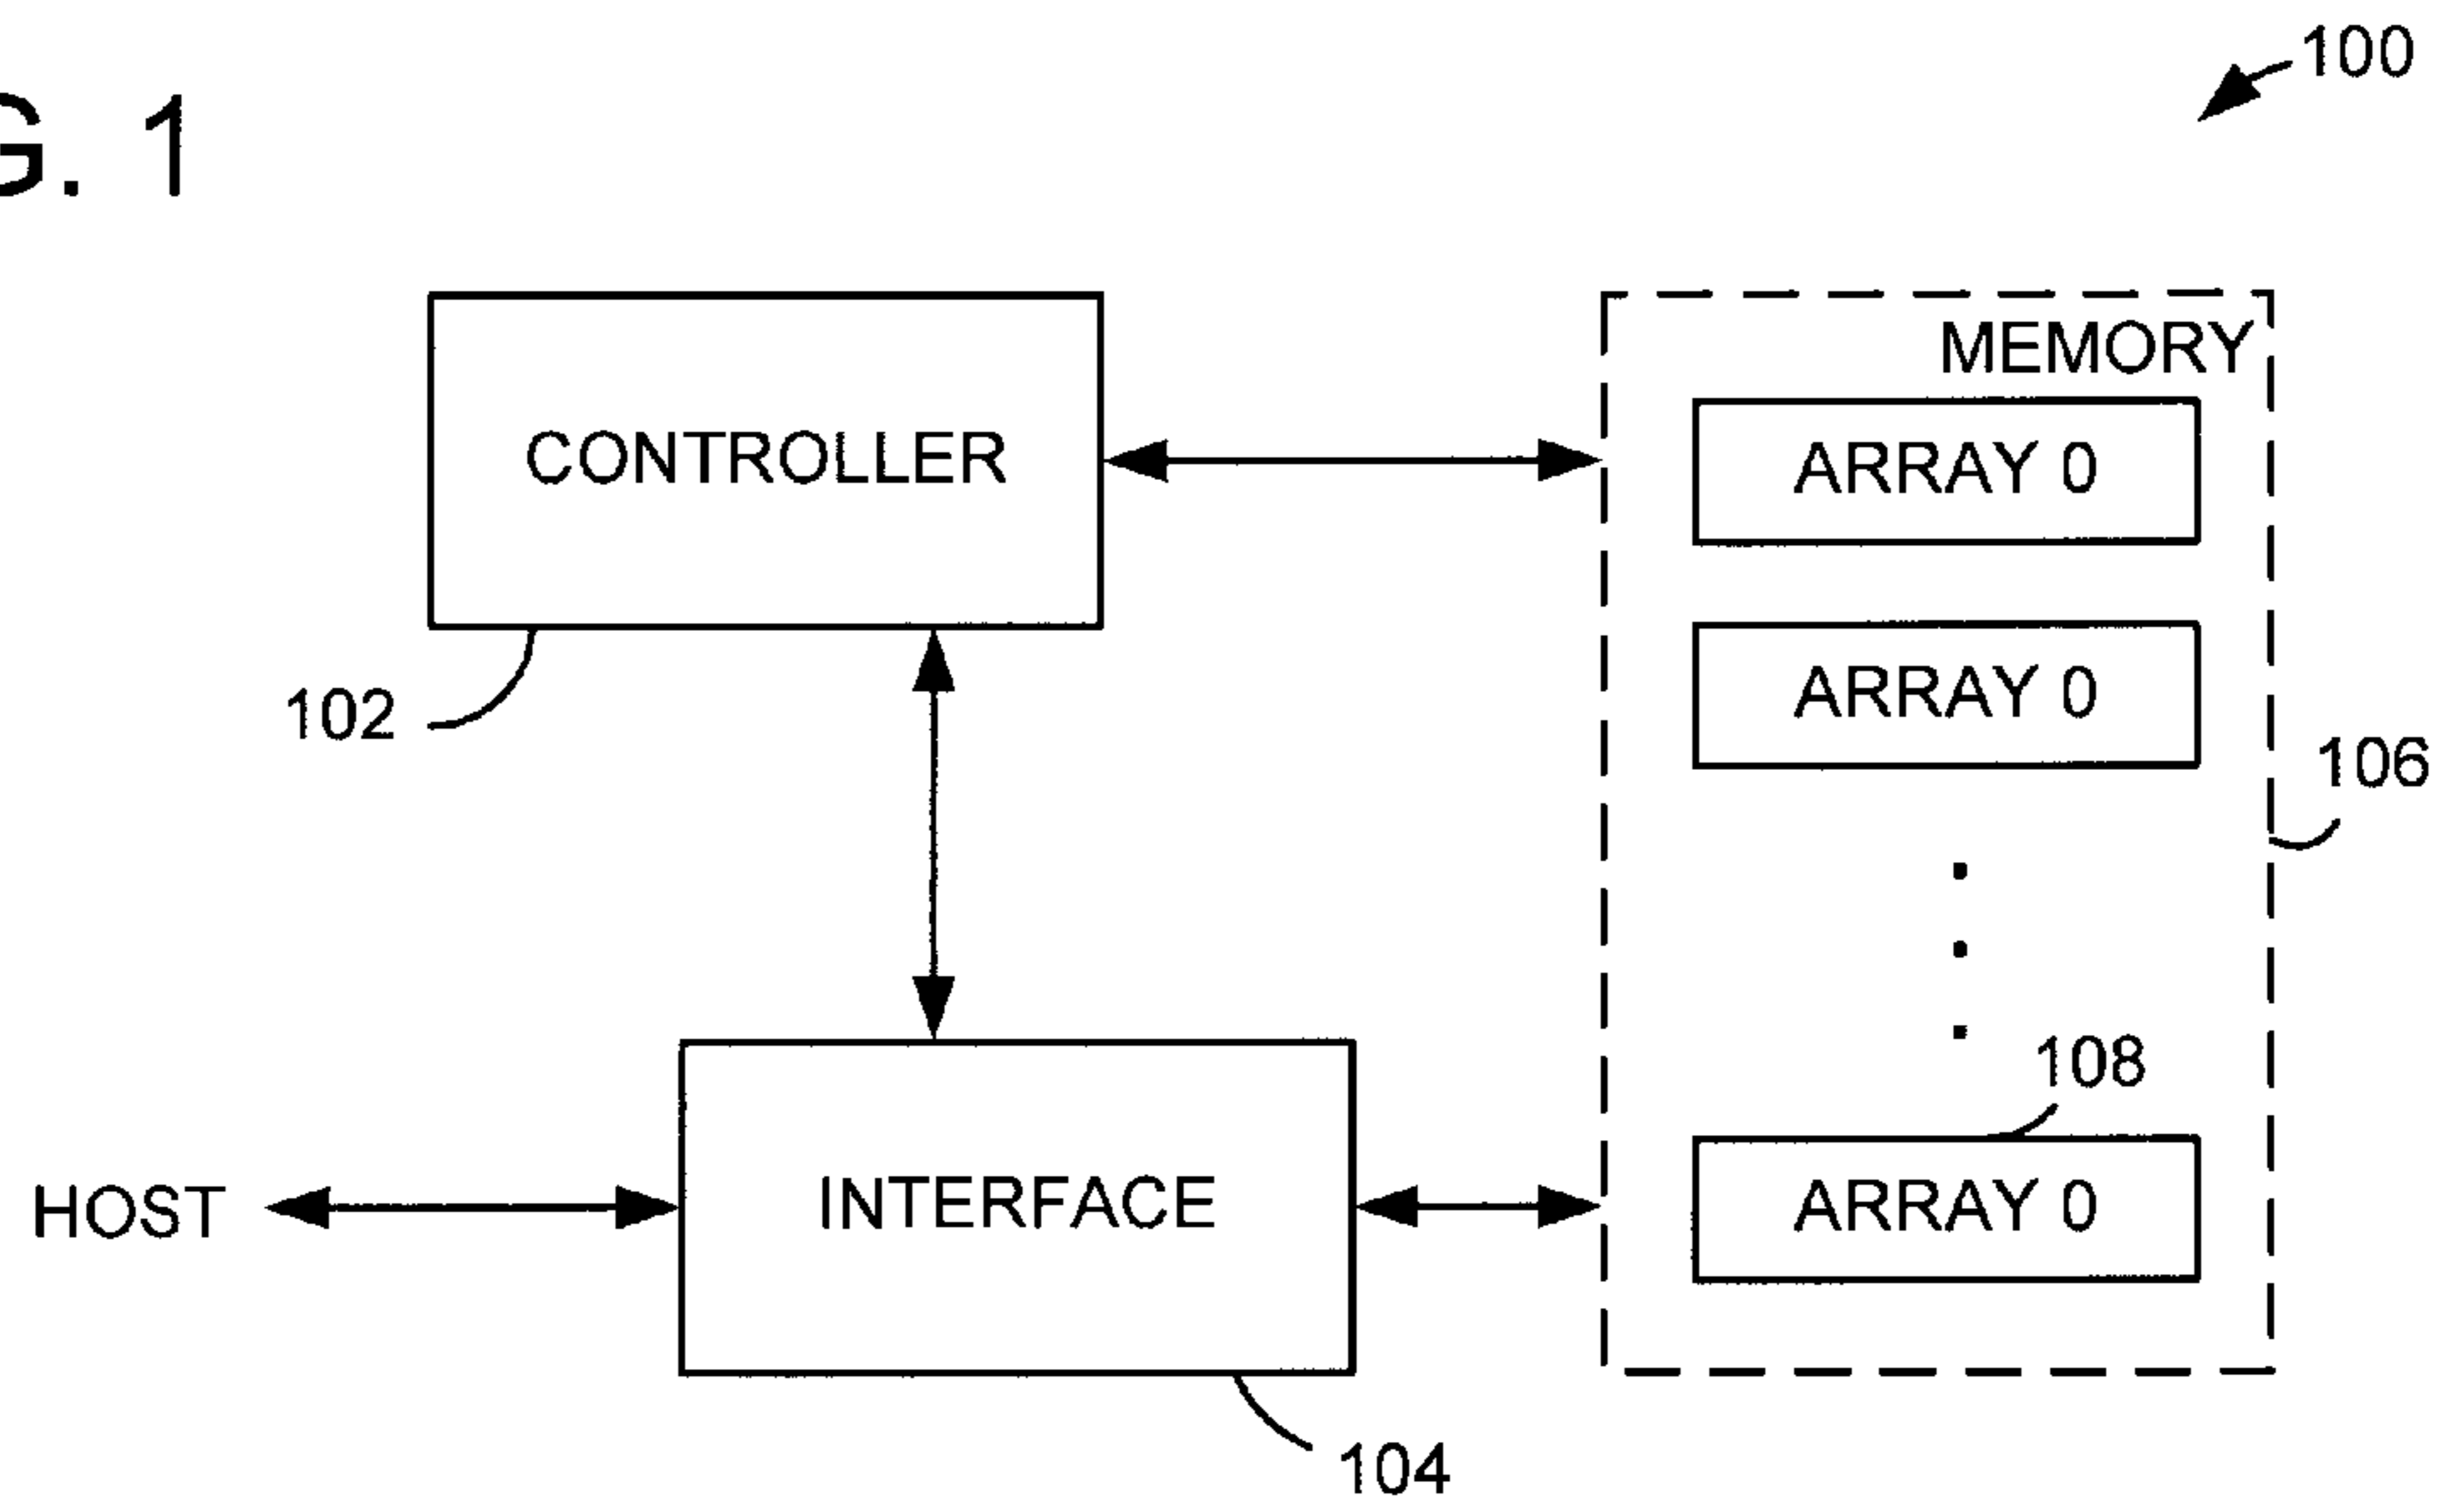 G. 1
100
MEMORY
CONTROLLER
ARRAY 0
ARRAY 0
102
106
108
HOST
INTERFACE
ARRAY 0
104